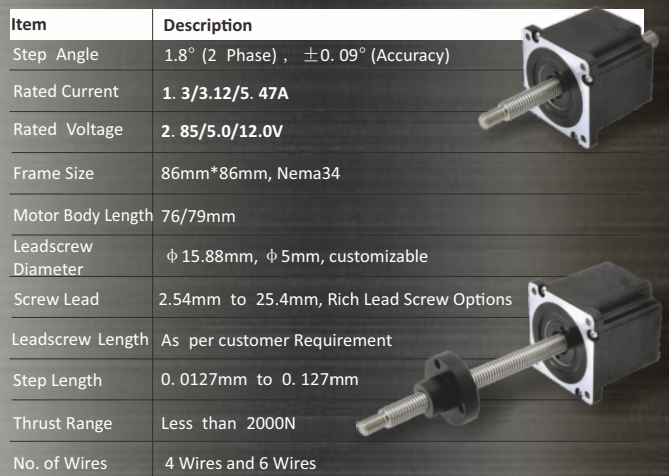 Item Description
Step Angle 1.8° (2 Phase) , ±0. 09° (Accuracy)
Rated Current 1. 3/3.12/5. 47A
Rated Voltage 2. 85/5.0/12.0V
Frame Size 86mm*86mm, Nema34
Motor Body Length 76/79mm
Leadscrew
Diameter
ϕ 15.88mm, ϕ 5mm, customizable
Screw Lead 2.54mm to 25.4mm, Rich Lead Screw Options
Leadscrew Length As per customer Requirement
Step Length 0. 0127mm to 0. 127mm
Thrust Range Less than 2000N
No. of Wires 4 Wires and 6 Wires